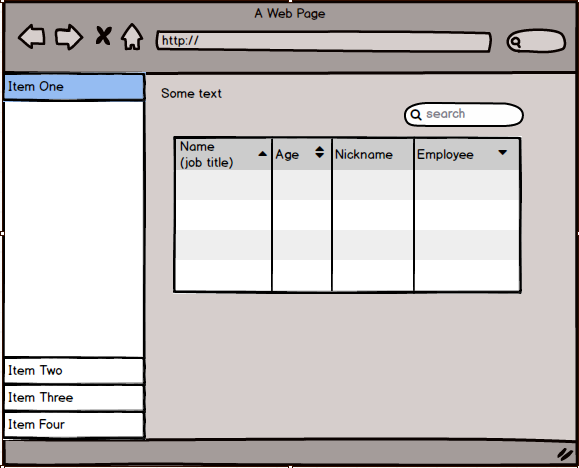 A Web Page
http://
Item One
Some text
search
Name
(job title)
Age
Nickname
Employee
Item Two
Item Three
Item Four